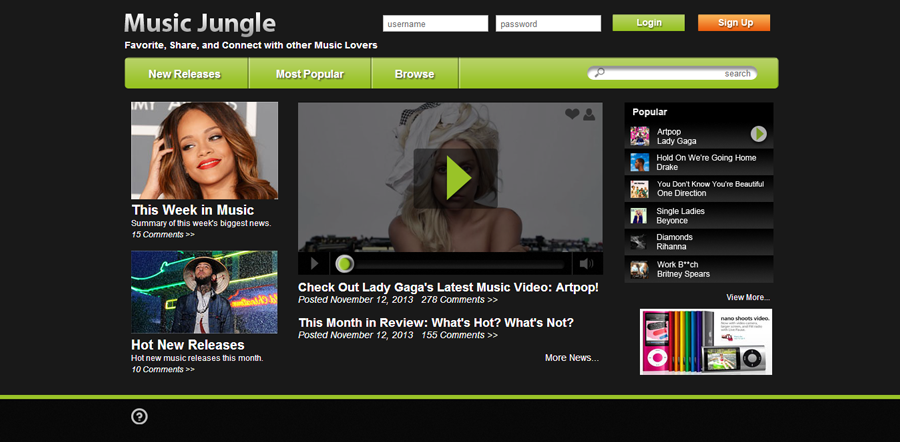 Music Jungle
username
password
Login
Sign Up
Favorite, Share, and Connect with other Music Lovers
New Releases
Most Popular
Browse
search
This Week in Music
Summary of this week's biggest news.
15 Comments >>
Hot New Releases
Hot new music releases this month.
10 Comments >>
Check Out Lady Gaga's Latest Music Video: Artpop!
Posted November 12, 2013 278 Comments >>
This Month in Review: What's Hot? What's Not?
Posted November 12, 2013 155 Comments >>
More News...
Popular
Artpop
Lady Gaga
Hold On We're Going Home
Drake
You Don't Know You're Beautiful
One Direction
Single Ladies
Beyonce
Diamonds
Rihanna
Work B**ch
Britney Spears
View More...
nano shoots video.
?